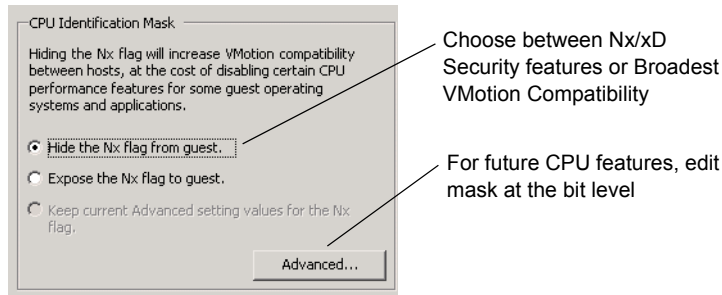 CPU Identification Mask
Hiding the Nx flag will increase VMotion compatibility
between hosts, at the cost of disabling certain CPU
performance features for some guest operating
systems and applications.
Hide the Nx flag from guest.
Expose the Nx flag to guest.
Keep current Advanced setting values for the Nx
flag.
Advanced...
Choose between Nx/xD
Security features or Broadest
VMotion Compatibility
For future CPU features, edit
mask at the bit level